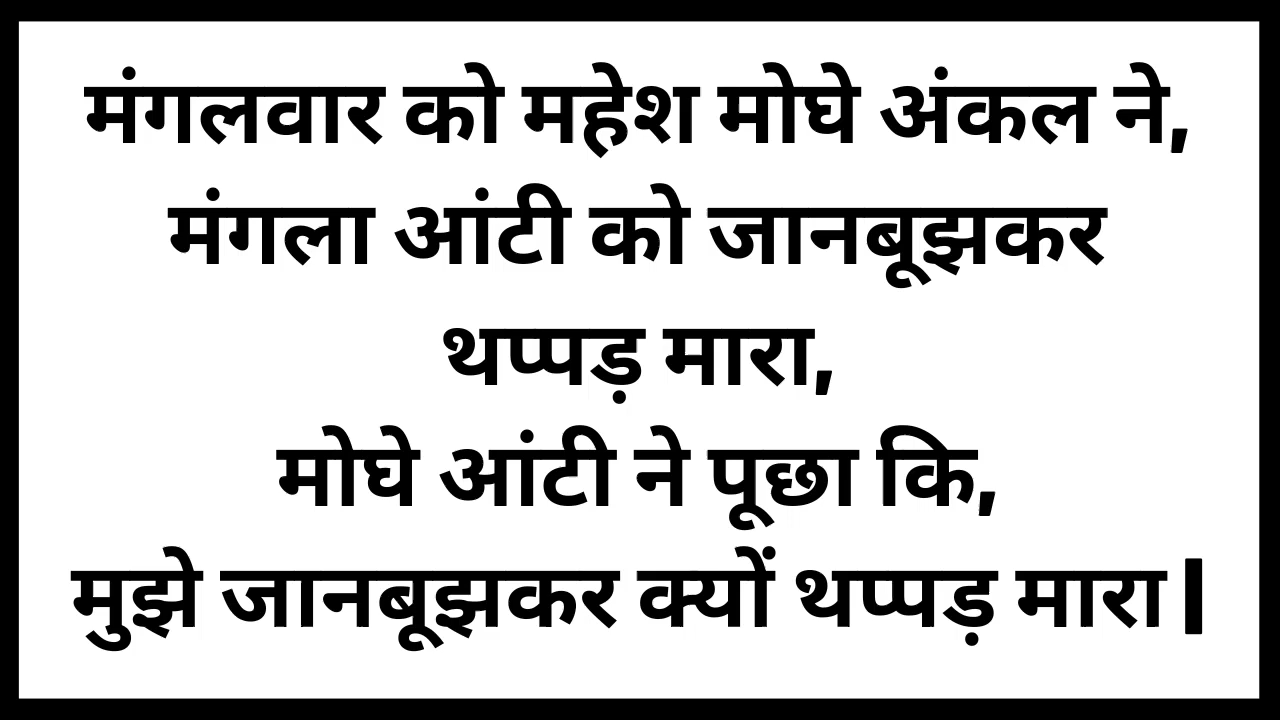 मंगलवार को महेश मोघे अंकल ने,
मंगला आंटी को जानबूझकर
थप्पड़ मारा,
मोघे आंटी ने पूछा कि,
मुझे जानबूझकर क्यों थप्पड़ मारा।